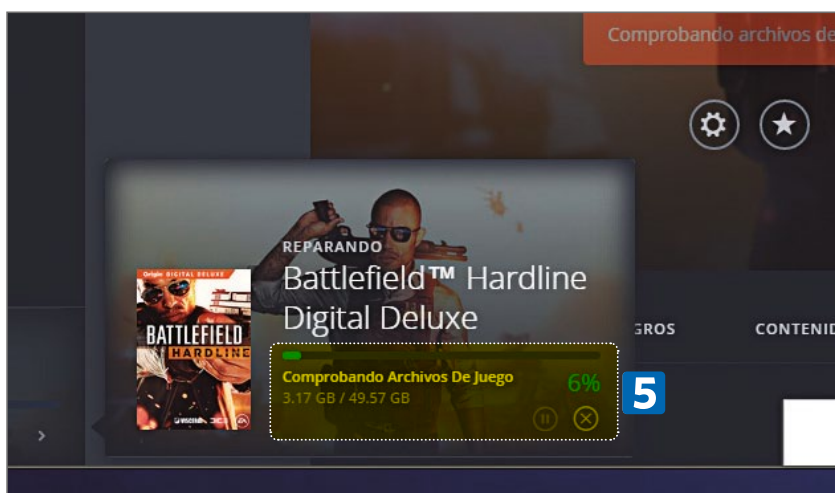 Comprobando archivos de
REPARANDO
Battlefield™ Hardline
Digital Deluxe
Origin DIGITAL DELUXE
BATTLEFIELD
HARDLINE
EA
GROS
CONTENID
Comprobando Archivos De Juego
6%
3.17 GB / 49.57 GB
5